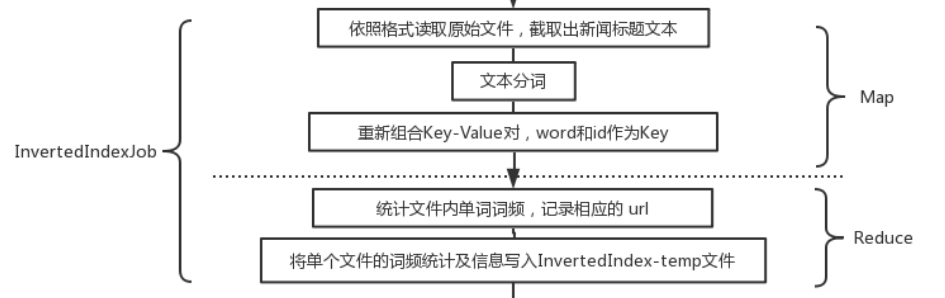 依照格式读取原始文件，截取出新闻标题文本
文本分词
Map
重新组合Key-Value对，word和id作为Key
InvertedIndexJob
统计文件内单词词频，记录相应的 url
Reduce
将单个文件的词频统计及信息写入InvertedIndex-temp文件